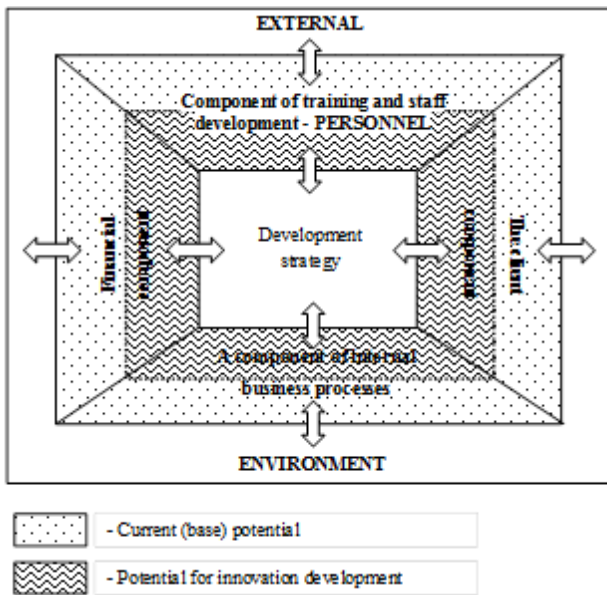 EXTERNAL
Component of training and staff
development - PERSONNEL
Financial
component
Development
strategy
component
The client
A component of internal
business processes
ENVIRONMENT
- Current (base) potential
- Potential for innovation development